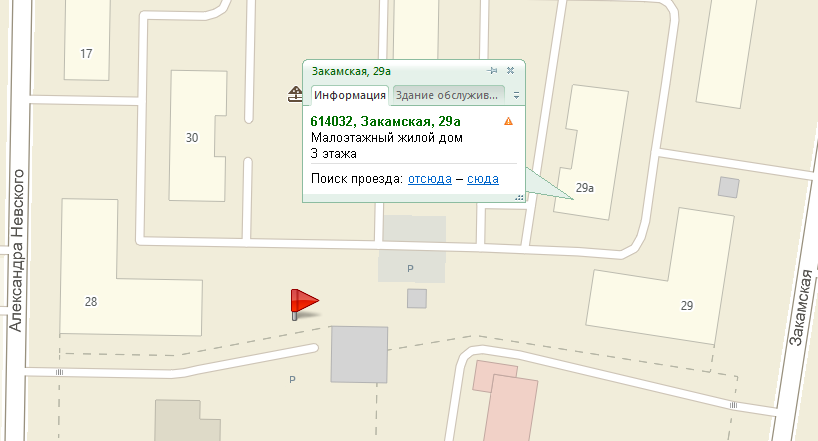 17
30
Закамская, 29а
Информация
Здание обслужив...
614032, Закамская, 29а
Малоэтажный жилой дом
3 этажа
Поиск проезда: отсюда – сюда
29а
Александра Невского
28
P
29
Закамская
P